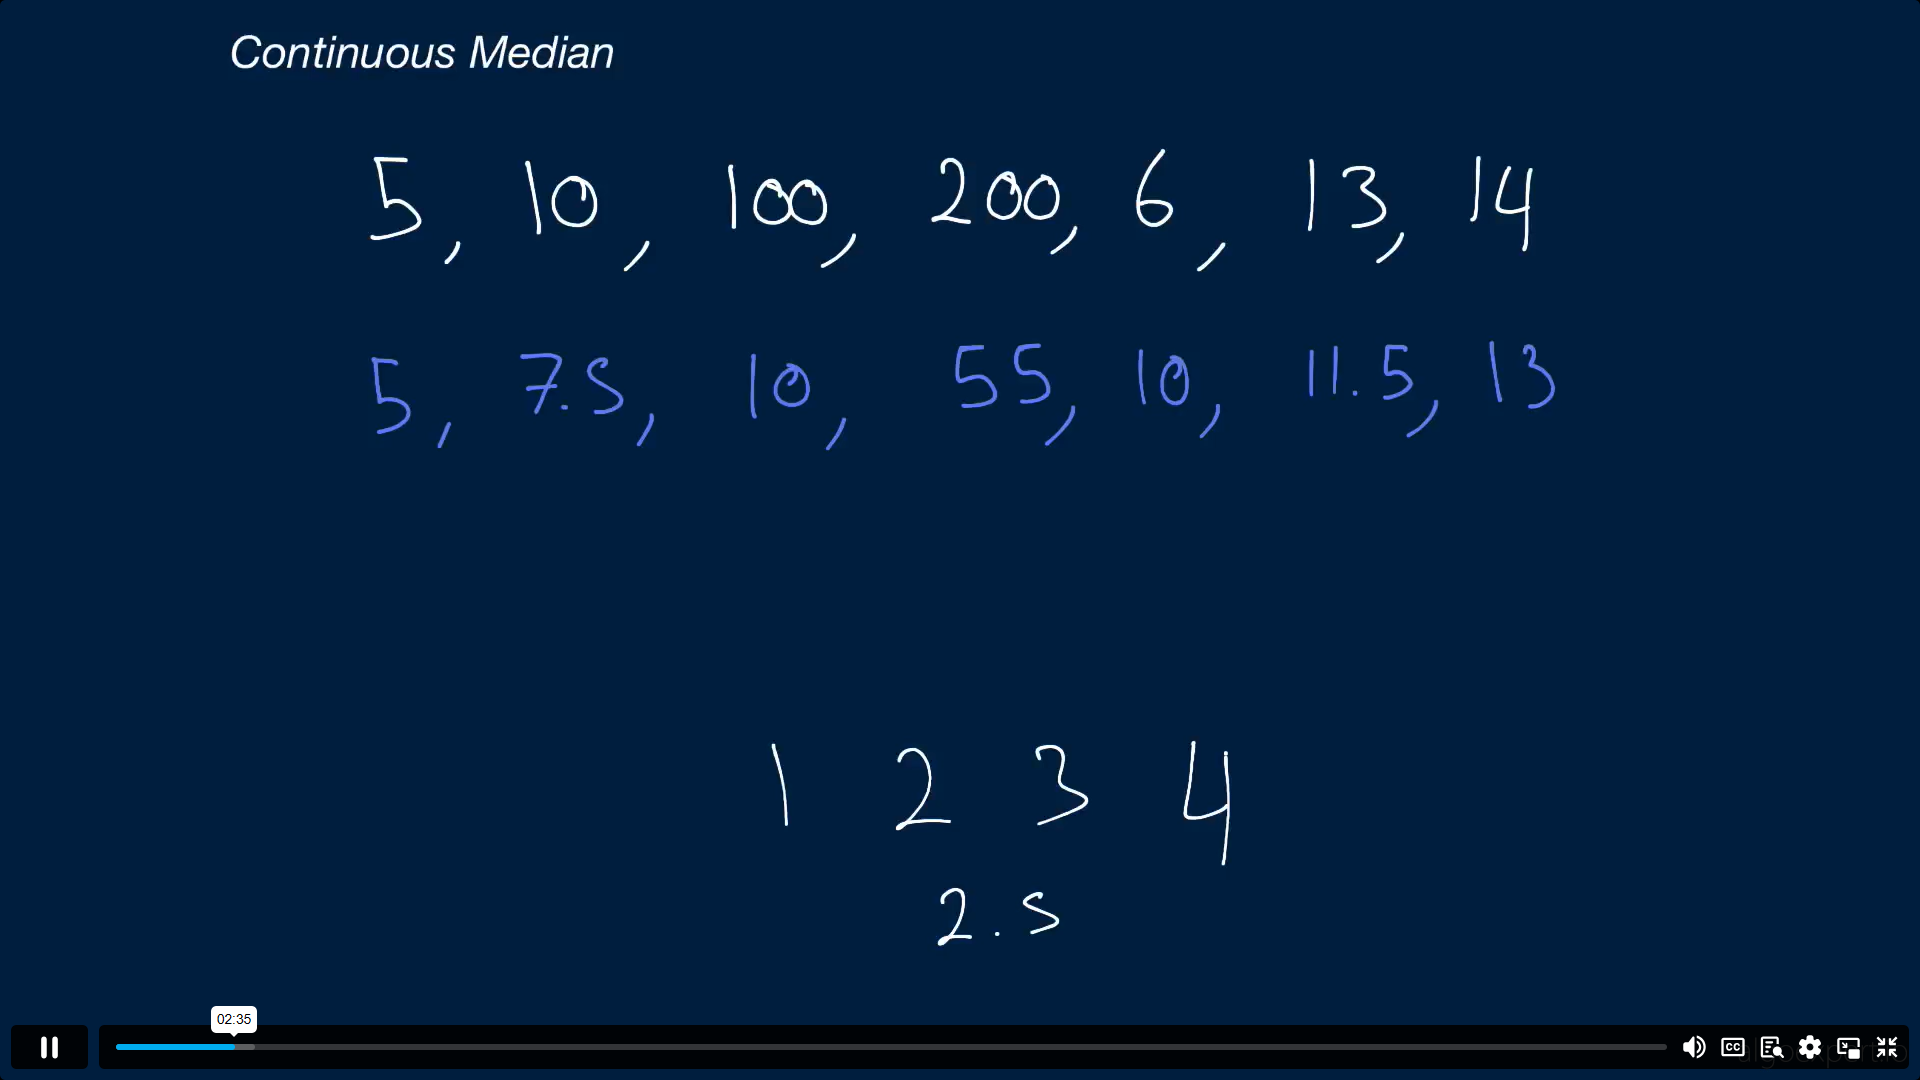 Continuous Median
5, 10, 100, 200, 6, 13, 14
5, 7.5, 10, 55, 10, 11.5, 13
1 2 3 4
2.5
02:35
CC